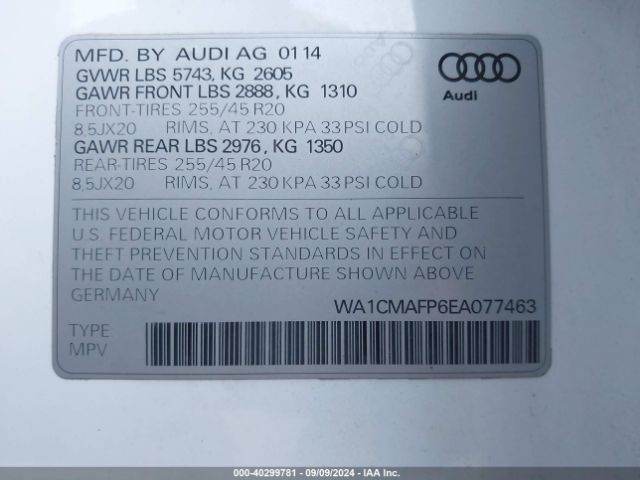 MFD. BY AUDI AG 01 14
GVWR LBS 5743, KG 2605
GAWR FRONT LBS 2888, KG 1310
FRONT-TIRES 255/45 R20
8,5JX20 RIMS, AT 230 KPA 33 PSI COLD
GAWR REAR LBS 2976, KG 1350
REAR-TIRES 255/45 R20
8,5JX20 RIMS, AT 230 KPA 33 PSI COLD
Audi
THIS VEHICLE CONFORMS TO ALL APPLICABLE
U.S. FEDERAL MOTOR VEHICLE SAFETY AND
THEFT PREVENTION STANDARDS IN EFFECT ON
THE DATE OF MANUFACTURE SHOWN ABOVE
GERMANY
WA1CMAFP6EA077463
TYPE
MPV
000-40299781 - 09/09/2024 - IAA Inc.